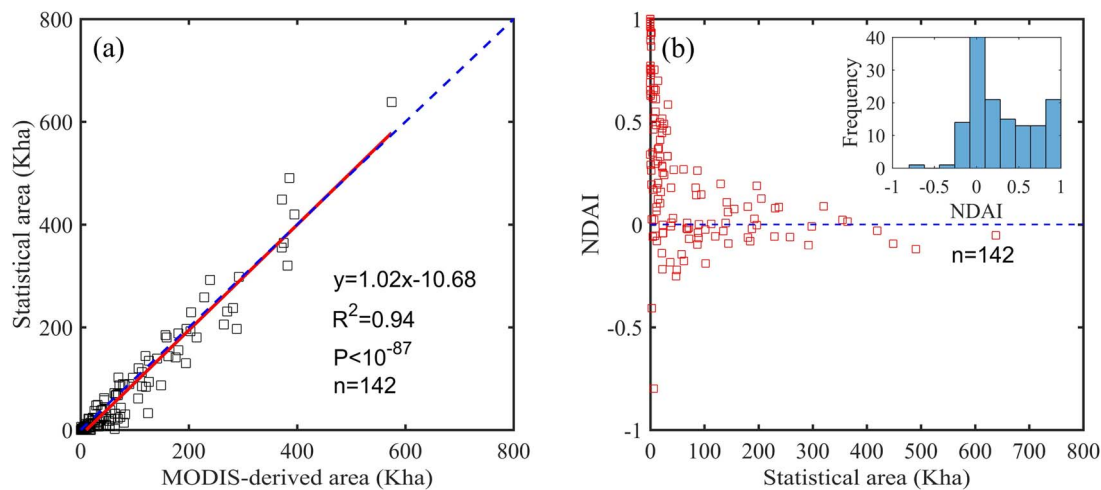 (a)
800
600
400
200
0
Statistical area (Kha)
y=1.02x-10.68
R²=0.94
P<10⁻⁸⁷
n=142
0 200 400 600 800
MODIS-derived area (Kha)
(b)
1
0.5
0
-0.5
-1
NDAI
n=142
0 100 200 300 400 500 600 700 800
Statistical area (Kha)
40
30
20
10
0
Frequency
-1 -0.5 0 0.5 1
NDAI